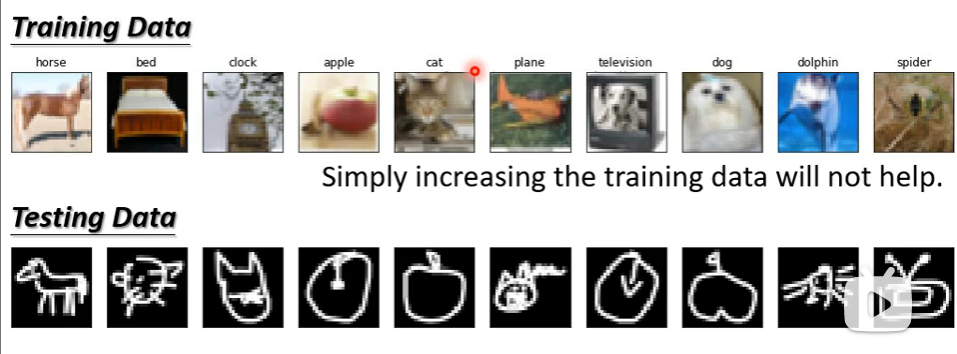 Training Data
horse bed clock apple cat plane television dog dolphin spider
Simply increasing the training data will not help.
Testing Data